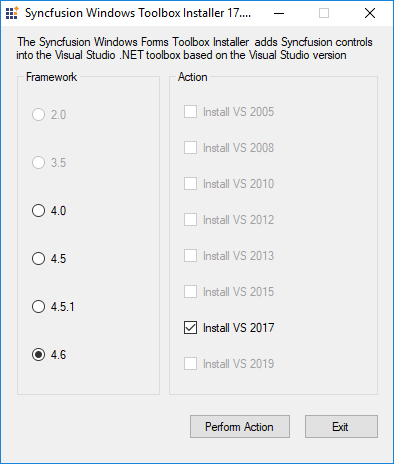 Syncfusion Windows Toolbox Installer 17....
The Syncfusion Windows Forms Toolbox Installer adds Syncfusion controls
into the Visual Studio .NET toolbox based on the Visual Studio version
Framework
2.0
3.5
4.0
4.5
4.5.1
4.6
Action
Install VS 2005
Install VS 2008
Install VS 2010
Install VS 2012
Install VS 2013
Install VS 2015
Install VS 2017
Install VS 2019
Perform Action
Exit